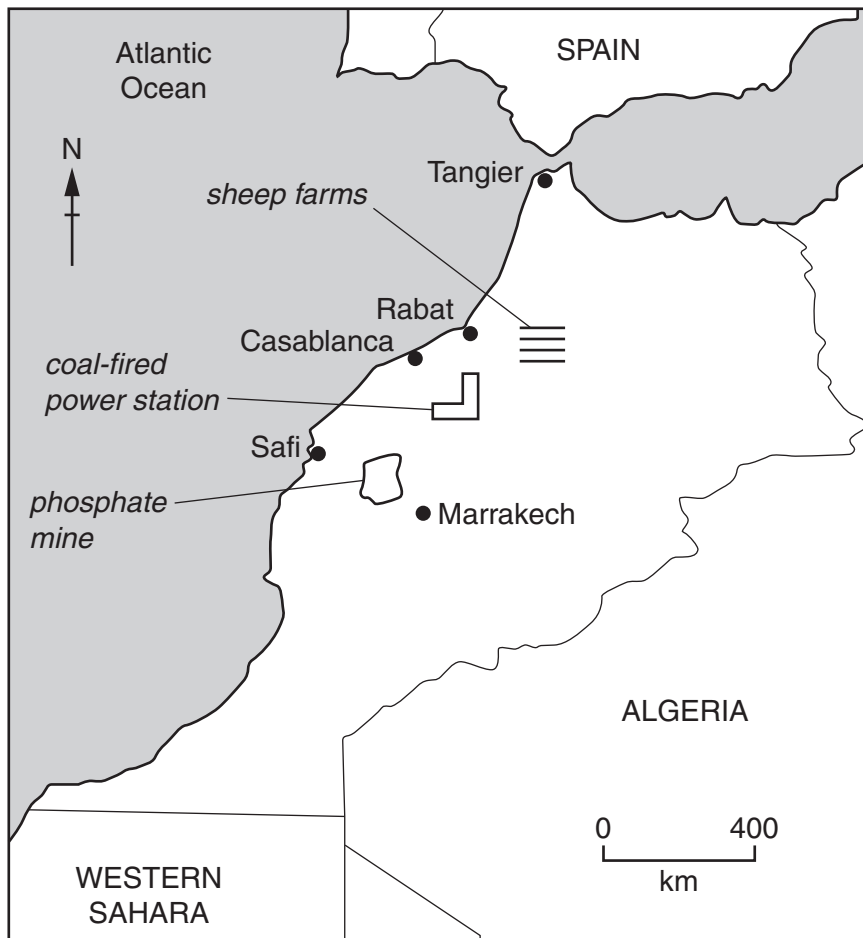 Atlantic
Ocean
SPAIN
N
Tangier
sheep farms
Rabat
Casablanca
coal-fired
power station
Safi
phosphate
mine
Marrakech
ALGERIA
0 400
km
WESTERN
SAHARA